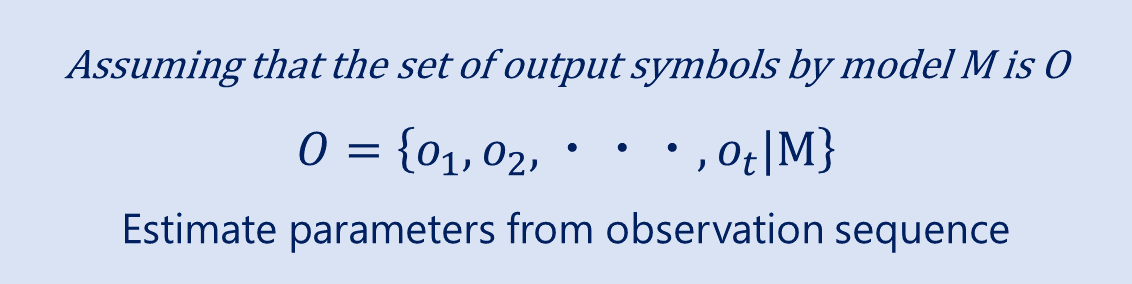 Assuming that the set of output symbols by model M is O
O = {o₁, o₂, ・ ・ ・ , oₜ|M}
Estimate parameters from observation sequence